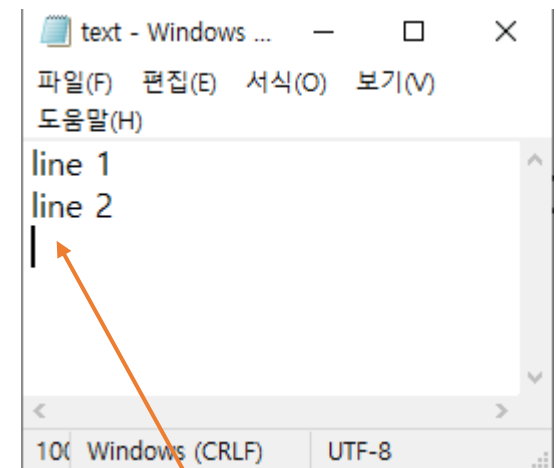 text - Windows ...
파일(F) 편집(E) 서식(O) 보기(V)
도움말(H)
line 1
line 2
100 Windows (CRLF) UTF-8